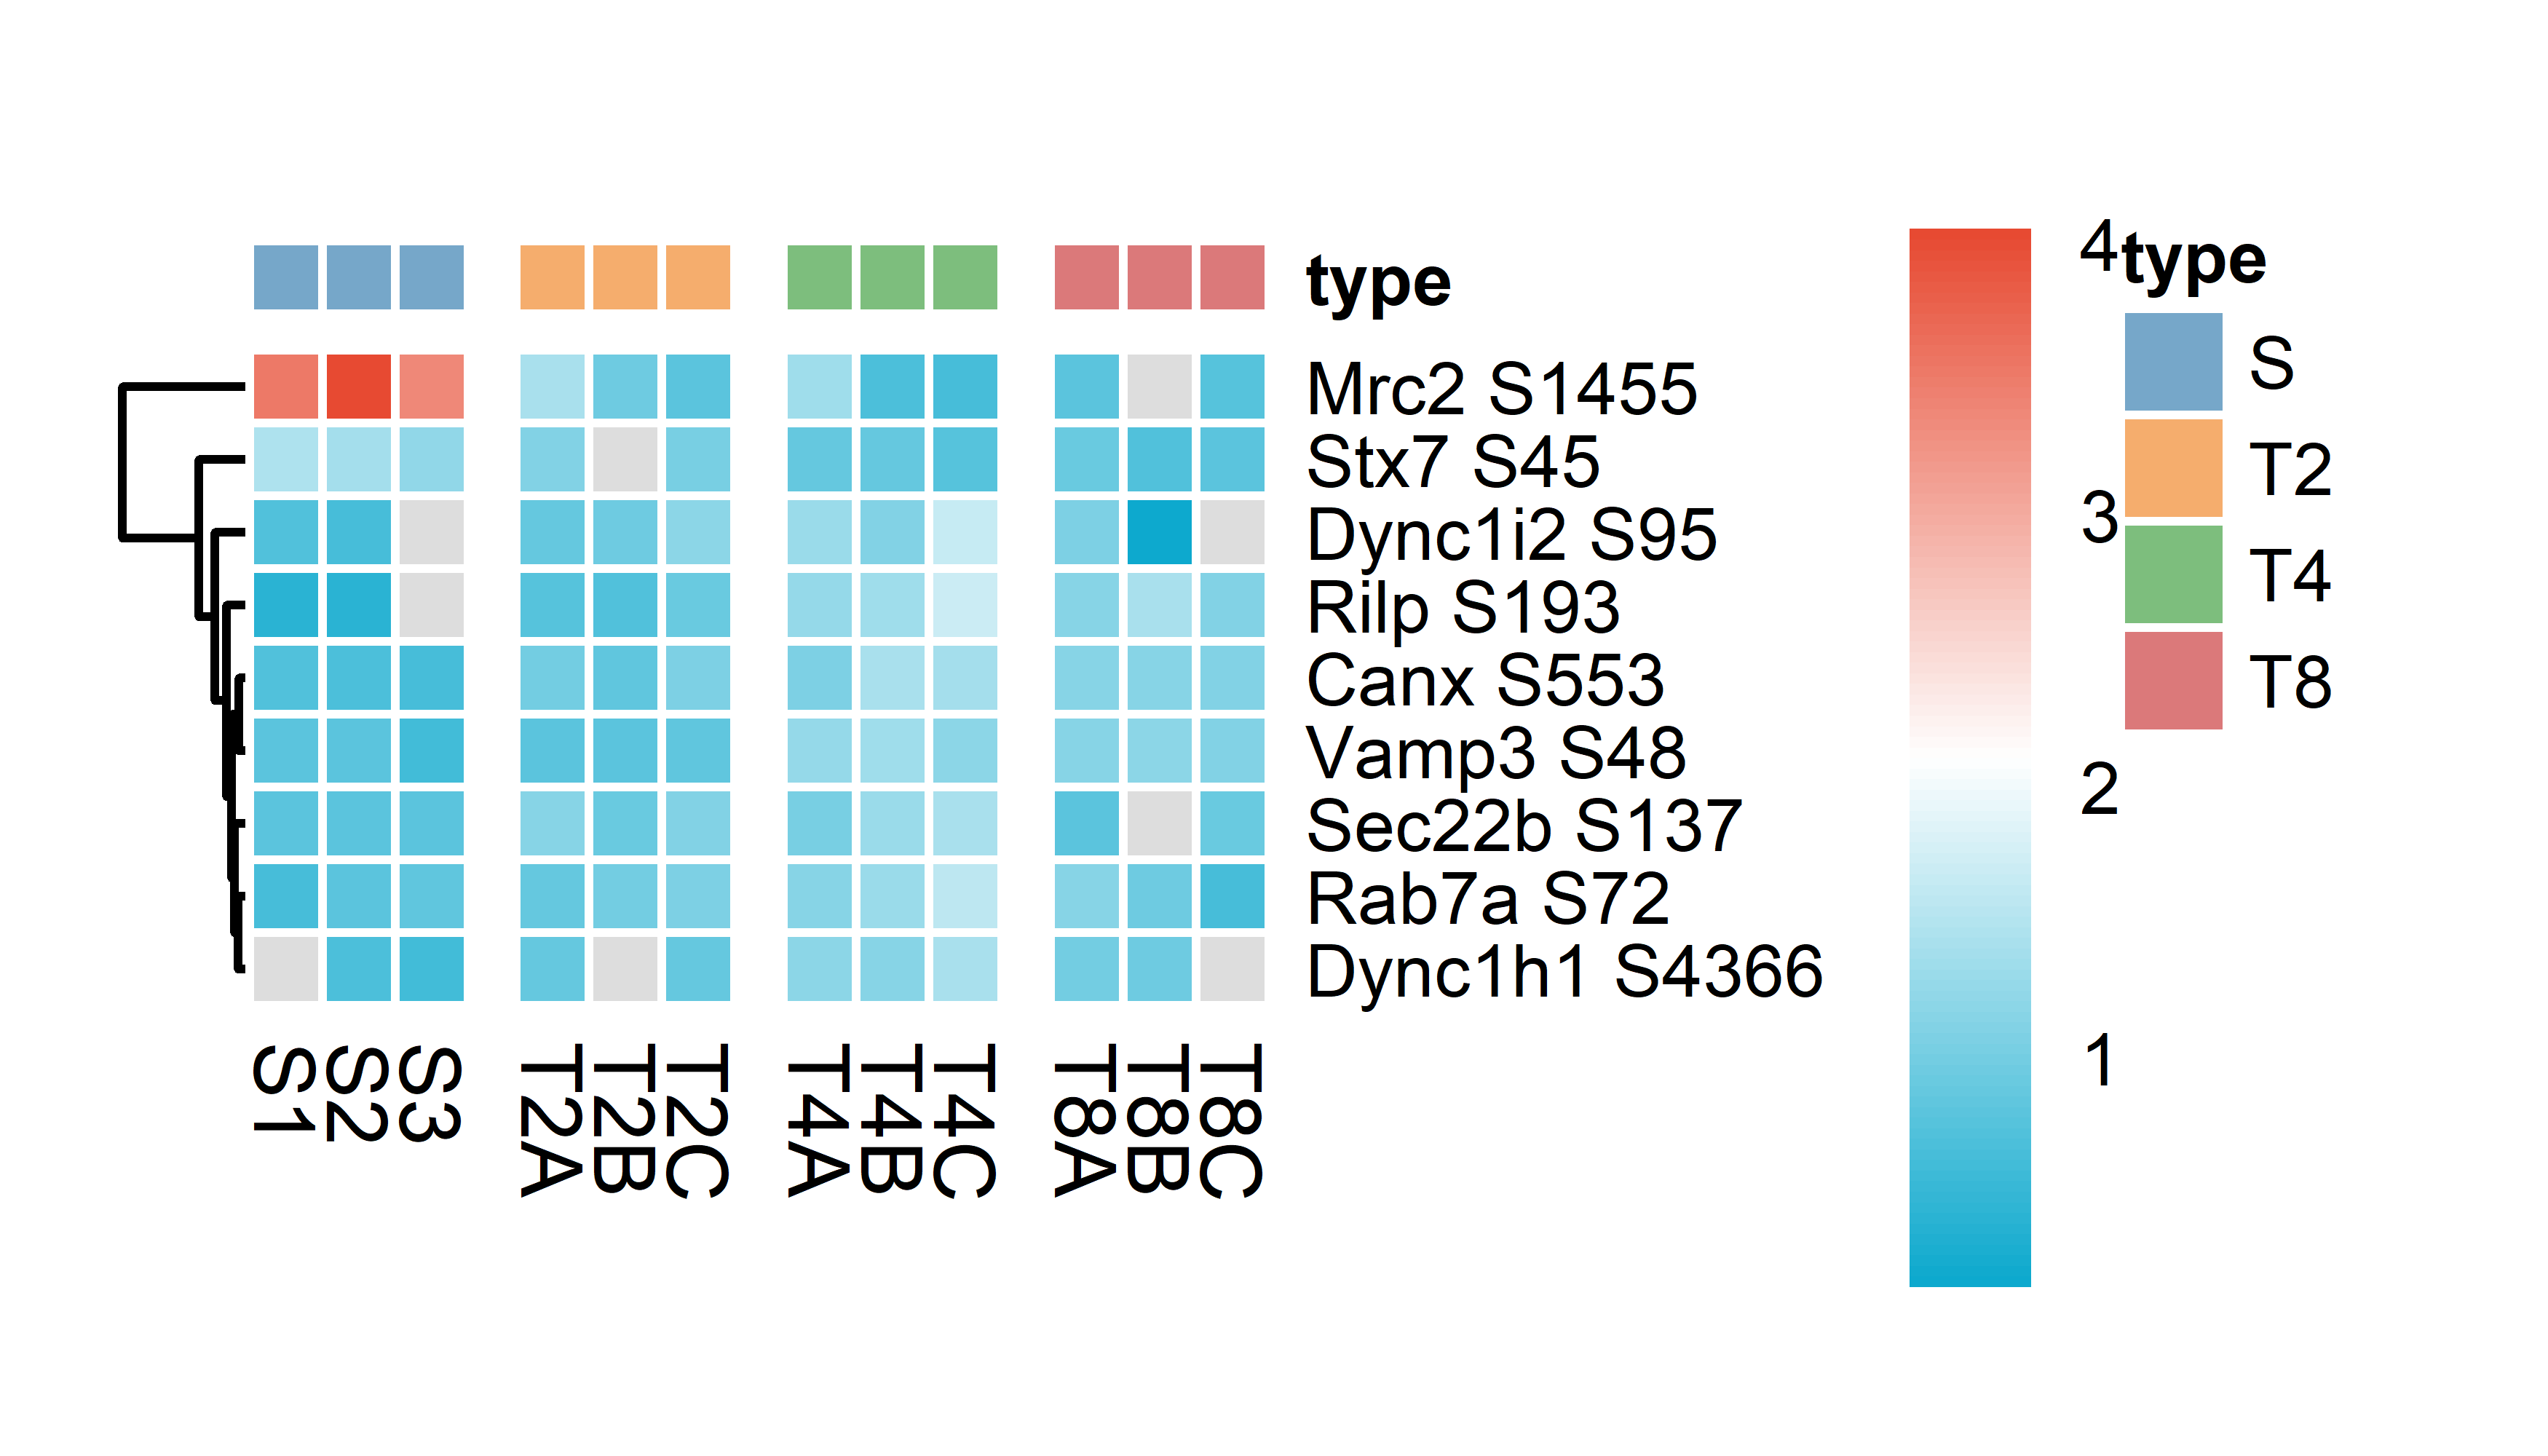 type
Mrc2 S1455
Stx7 S45
Dync1i2 S95
Rilp S193
Canx S553
Vamp3 S48
Sec22b S137
Rab7a S72
Dync1h1 S4366
S1 S2 S3 T2A T2B T2C T4A T4B T4C T8A T8B T8C
4
3
2
1
type
S
T2
T4
T8